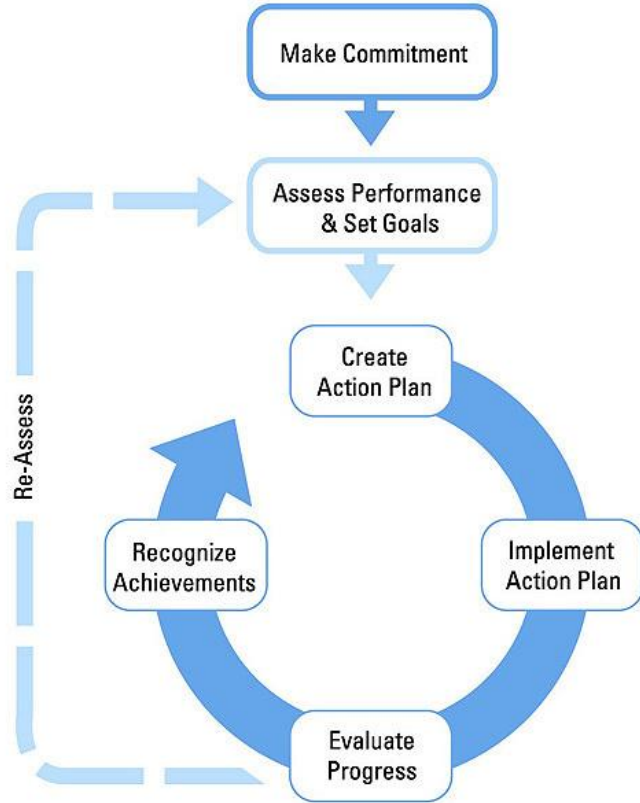 Make Commitment
Assess Performance
& Set Goals
Create
Action Plan
Implement
Action Plan
Evaluate
Progress
Recognize
Achievements
Re-Assess